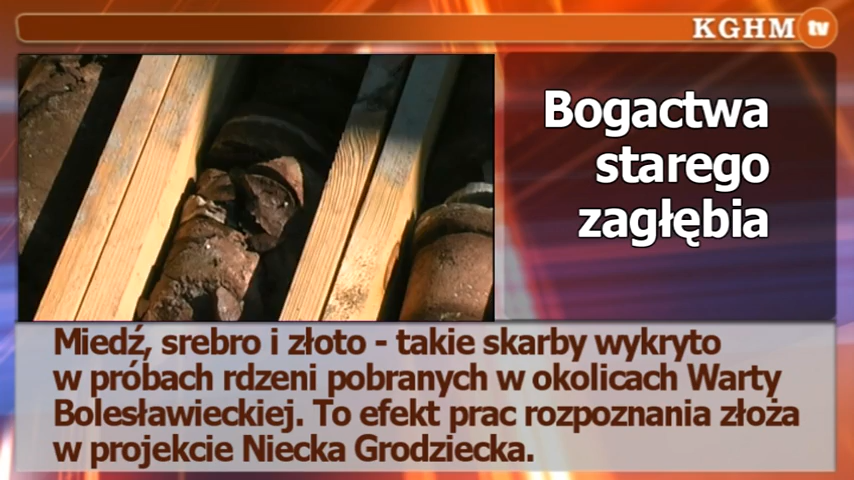 KGHM tv
Bogactwa
starego
zagłębia
Miedź, srebro i złoto - takie skarby wykryto
w próbach rdzeni pobranych w okolicach Warty
Bolesławieckiej. To efekt prac rozpoznania złoża
w projekcie Niecka Grodziecka.